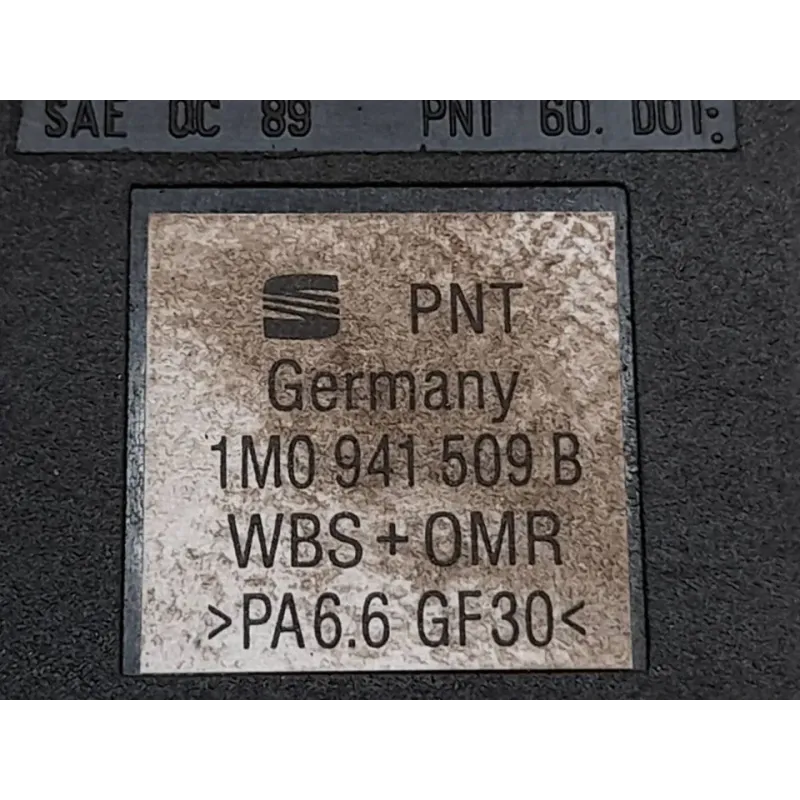 SAE QC 89 PNT 60. DOT:
PNT
Germany
1M0 941 509 B
WBS + OMR
>PA6.6 GF30<